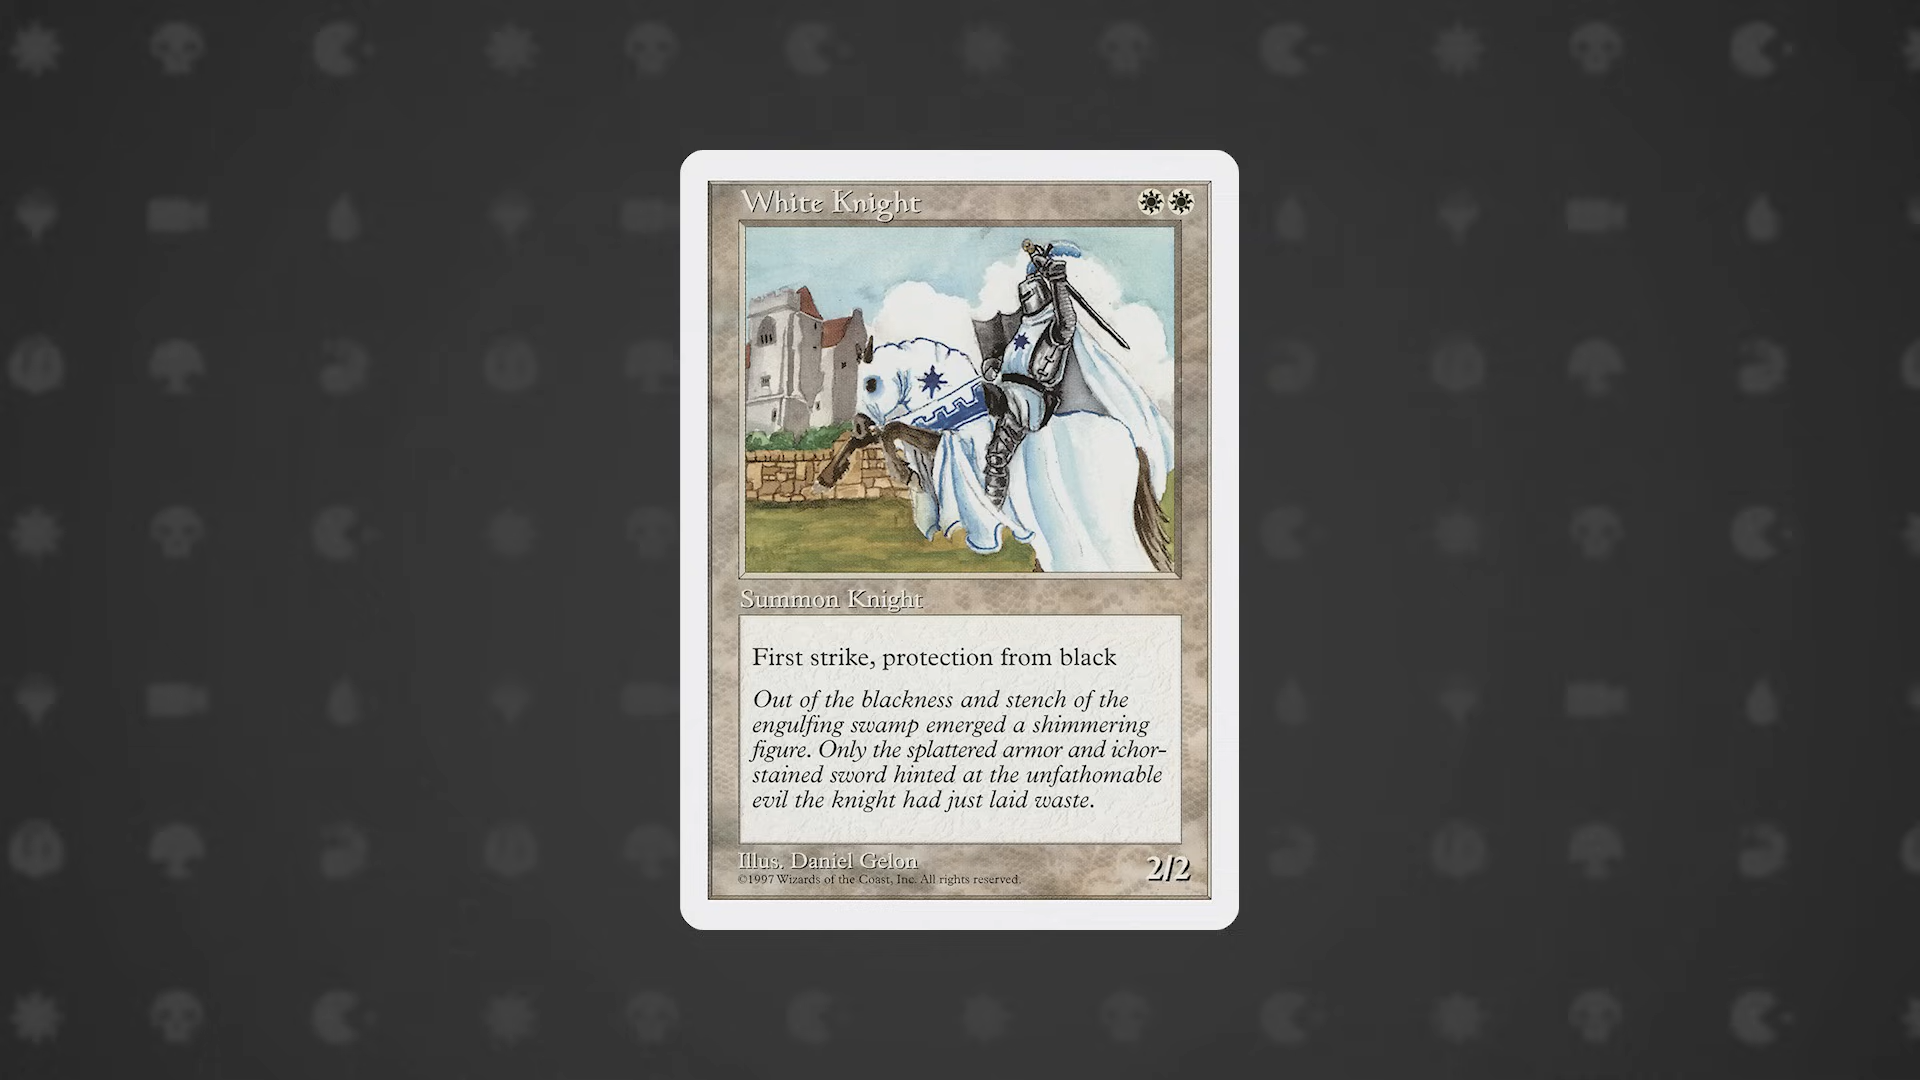 White Knight
Summon Knight
First strike, protection from black
Out of the blackness and stench of the
engulfing swamp emerged a shimmering
figure. Only the splattered armor and ichor-
stained sword hinted at the unfathomable
evil the knight had just laid waste.
Illus. Daniel Gelon
2/2
©1997 Wizards of the Coast, Inc. All rights reserved.